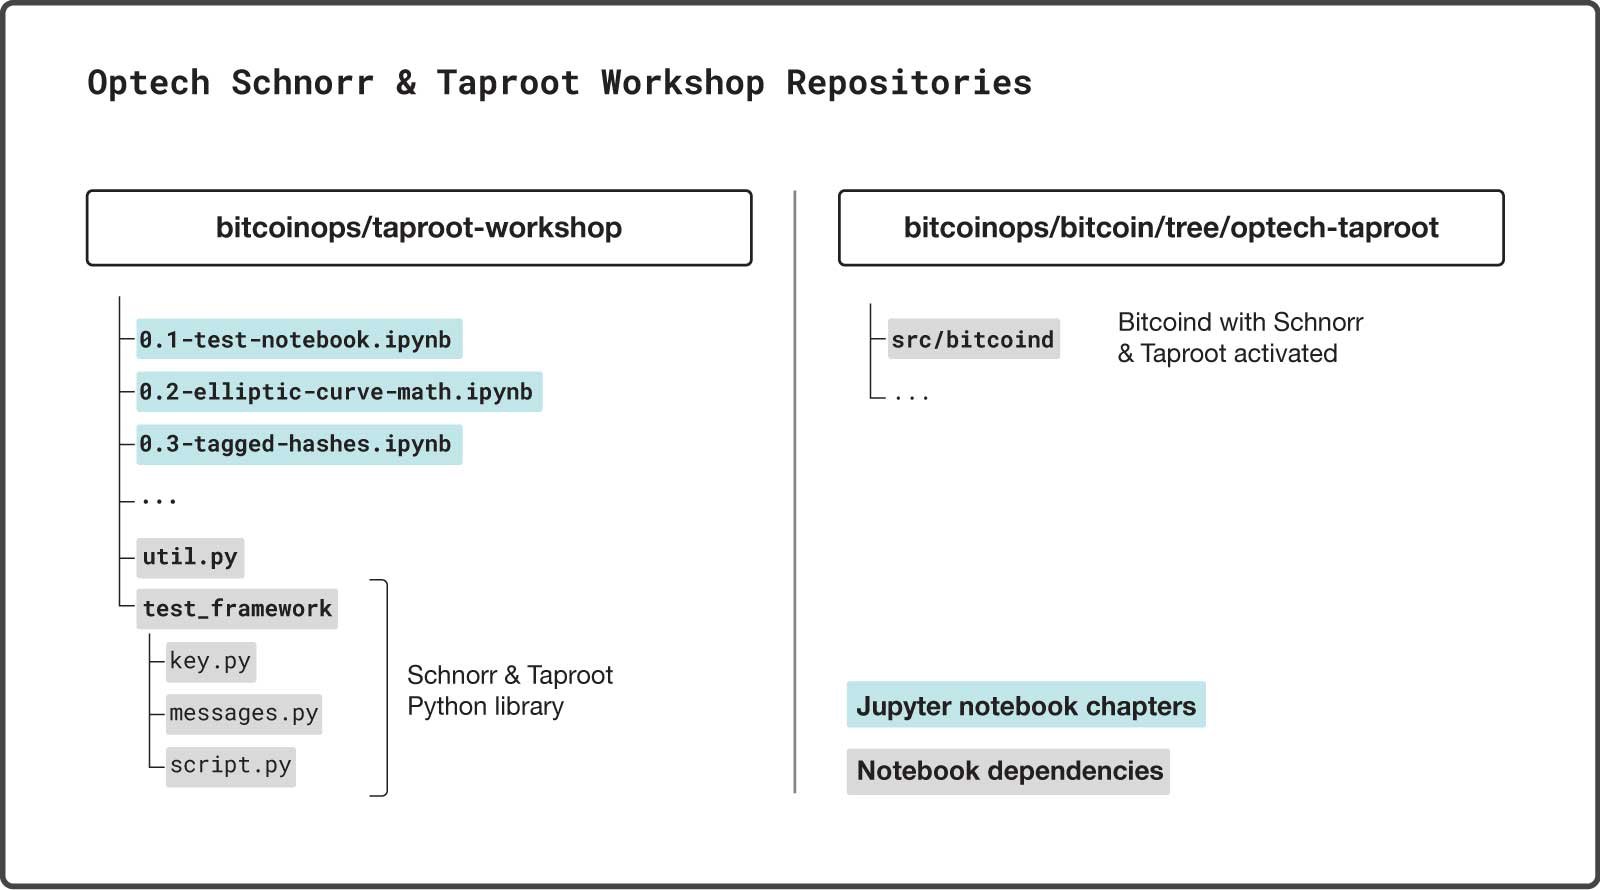 Optech Schnorr & Taproot Workshop Repositories
bitcoinops/taproot-workshop
0.1-test-notebook.ipynb
0.2-elliptic-curve-math.ipynb
0.3-tagged-hashes.ipynb
...
util.py
test_framework
key.py
messages.py
script.py
Schnorr & Taproot
Python library
bitcoinops/bitcoin/tree/optech-taproot
src/bitcoind
...
Bitcoind with Schnorr
& Taproot activated
Jupyter notebook chapters
Notebook dependencies